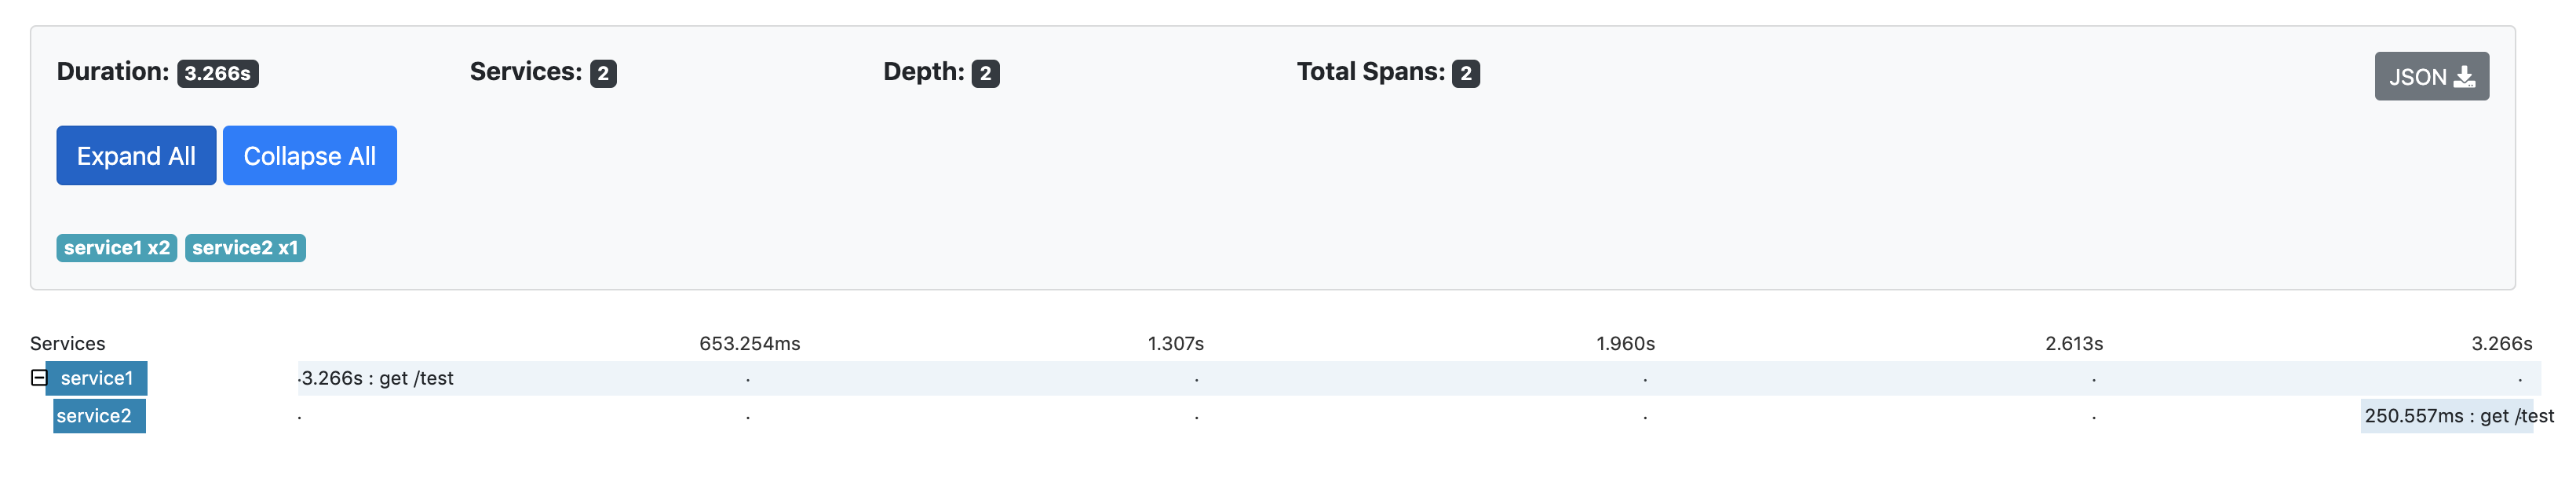 Duration: 3.266s Services: 2 Depth: 2 Total Spans: 2 JSON
Expand All Collapse All
service1 x2 service2 x1
Services 653.254ms 1.307s 1.960s 2.613s 3.266s
service1 3.266s : get /test
service2 250.557ms : get /test